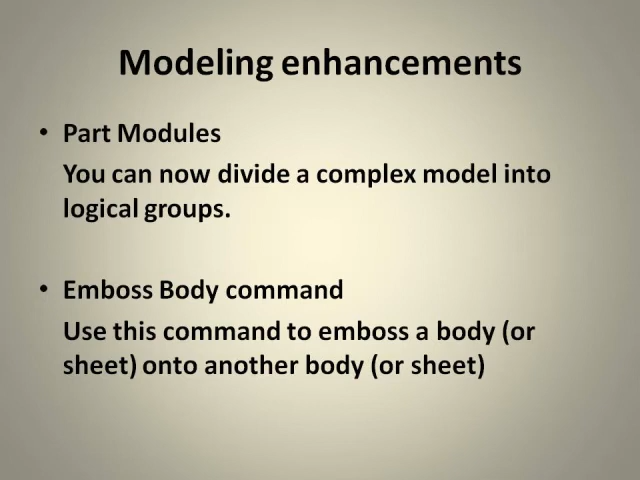 Modeling enhancements
• Part Modules
You can now divide a complex model into
logical groups.
• Emboss Body command
Use this command to emboss a body (or
sheet) onto another body (or sheet)